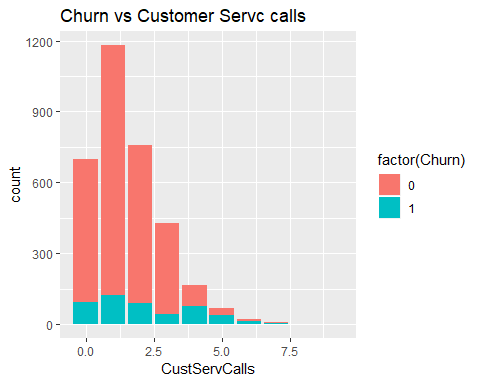 Churn vs Customer Servc calls
1200
900
600
300
0
count
0.0 2.5 5.0 7.5
CustServCalls
factor(Churn)
0
1